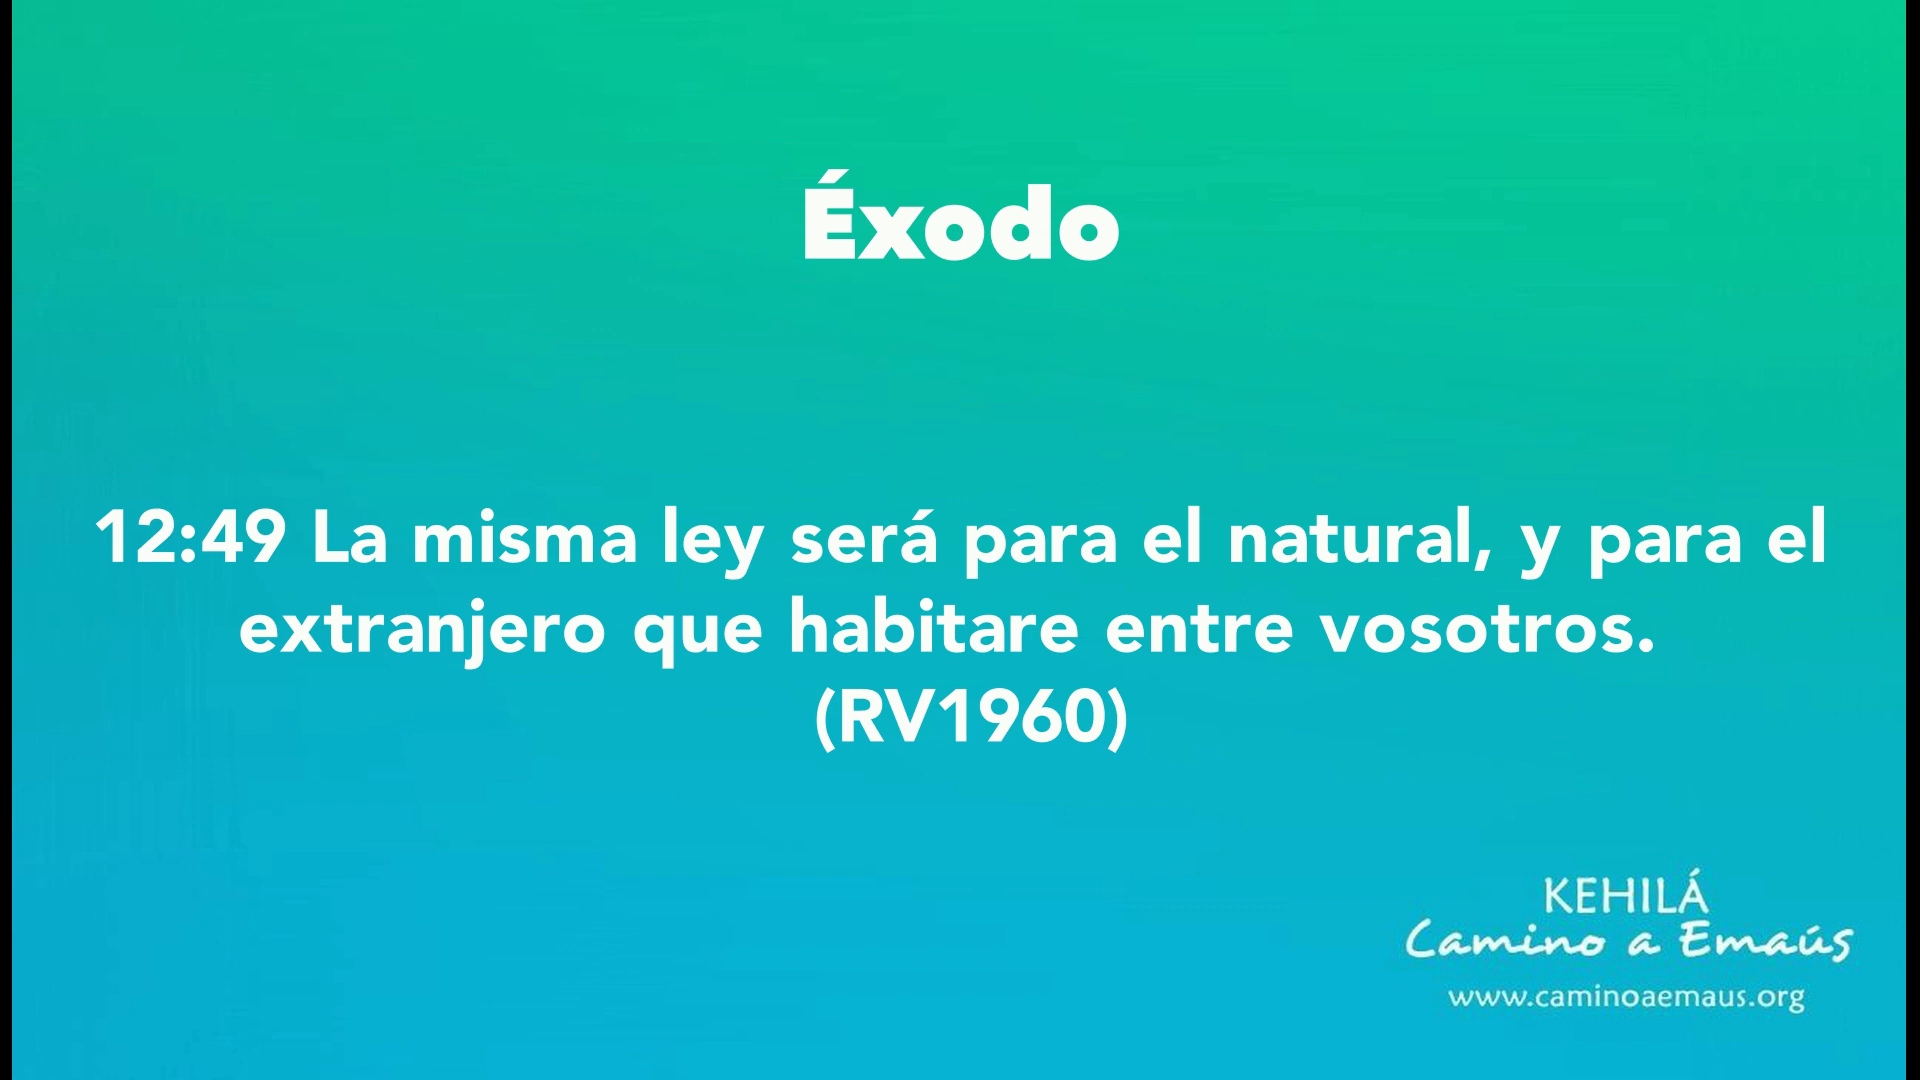 Éxodo
12:49 La misma ley será para el natural, y para el
extranjero que habitare entre vosotros.
(RV1960)
KEHILÁ
Camino a Emaús
www.caminoaemaus.org